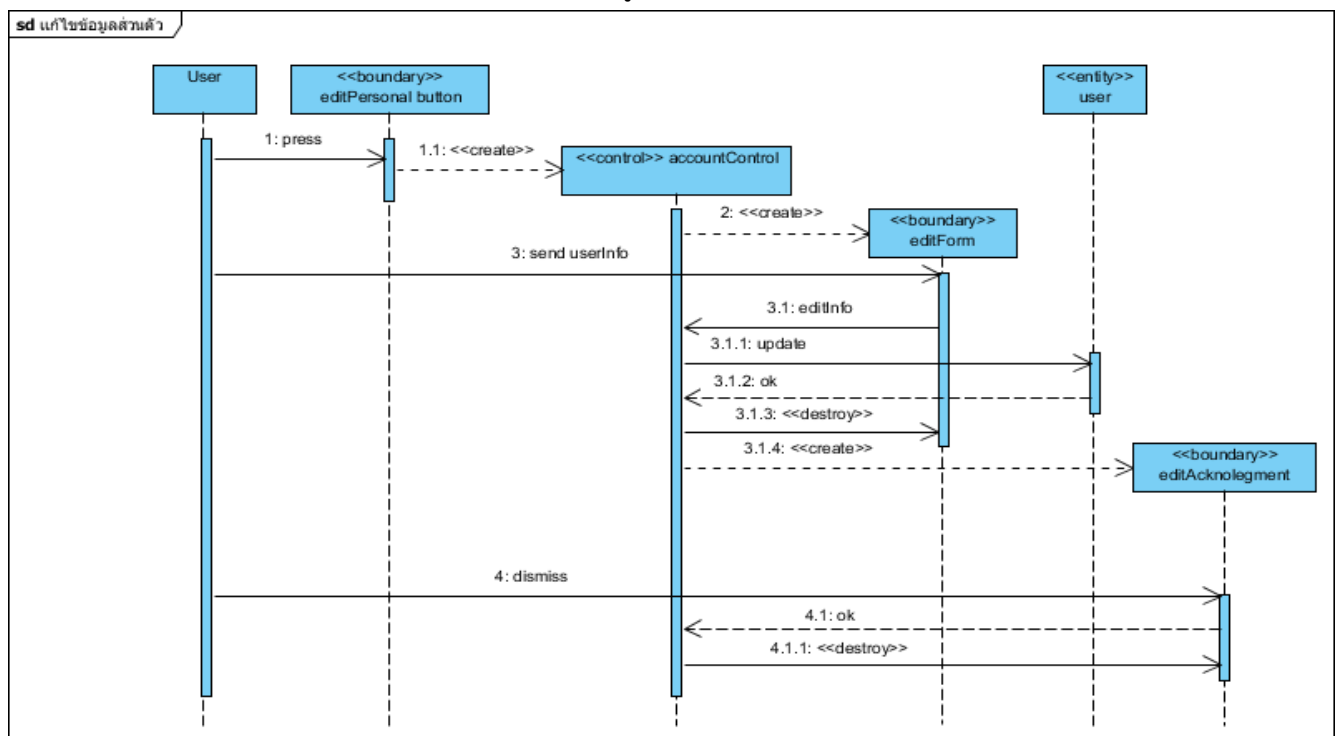 sd แก้ไขข้อมูลส่วนตัว
User
<<boundary>>
editPersonal button
<<entity>>
user
1: press
1.1: <<create>>
<<control>> accountControl
2: <<create>>
<<boundary>>
editForm
3: send userInfo
3.1: editInfo
3.1.1: update
3.1.2: ok
3.1.3: <<destroy>>
3.1.4: <<create>>
<<boundary>>
editAcknolegment
4: dismiss
4.1: ok
4.1.1: <<destroy>>